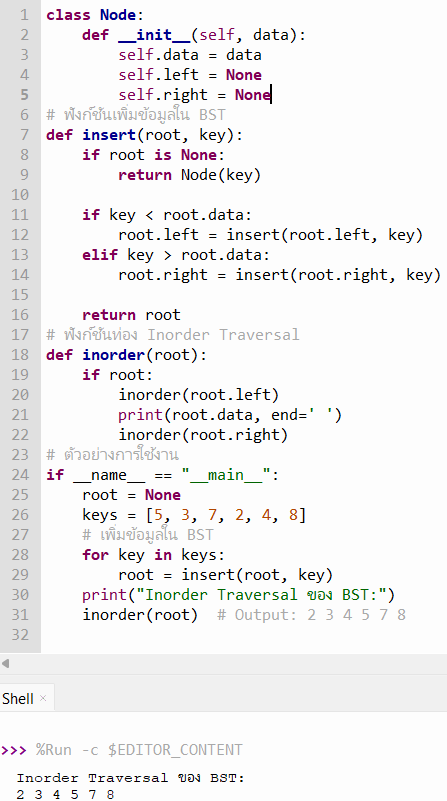 1 class Node:
2     def __init__(self, data):
3         self.data = data
4         self.left = None
5         self.right = None
6 # ฟังก์ชันเพิ่มข้อมูลใน BST
7 def insert(root, key):
8     if root is None:
9         return Node(key)
10
11     if key < root.data:
12         root.left = insert(root.left, key)
13     elif key > root.data:
14         root.right = insert(root.right, key)
15
16     return root
17 # ฟังก์ชันท่อง Inorder Traversal
18 def inorder(root):
19     if root:
20         inorder(root.left)
21         print(root.data, end=' ')
22         inorder(root.right)
23 # ตัวอย่างการใช้งาน
24 if __name__ == "__main__":
25     root = None
26     keys = [5, 3, 7, 2, 4, 8]
27     # เพิ่มข้อมูลใน BST
28     for key in keys:
29         root = insert(root, key)
30     print("Inorder Traversal ของ BST:")
31     inorder(root)  # Output: 2 3 4 5 7 8
32
Shell ×
>>> %Run -c $EDITOR_CONTENT
Inorder Traversal ของ BST:
2 3 4 5 7 8